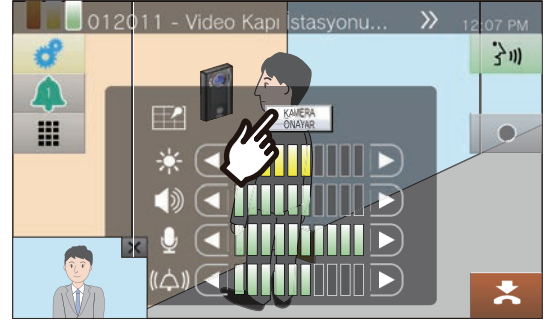 012011 - Video Kapı İstasyonu...
12:07 PM
1
KAMERA
ONAYAR